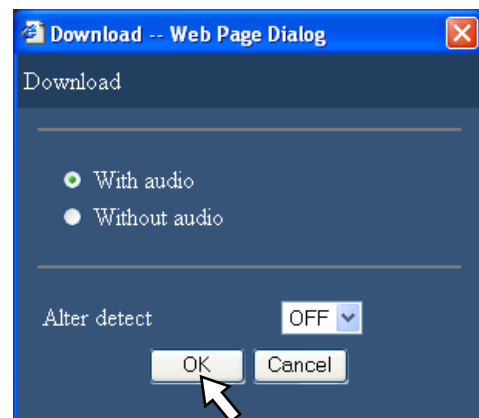 Download -- Web Page Dialog
Download
With audio
Without audio
Alter detect OFF
OK Cancel